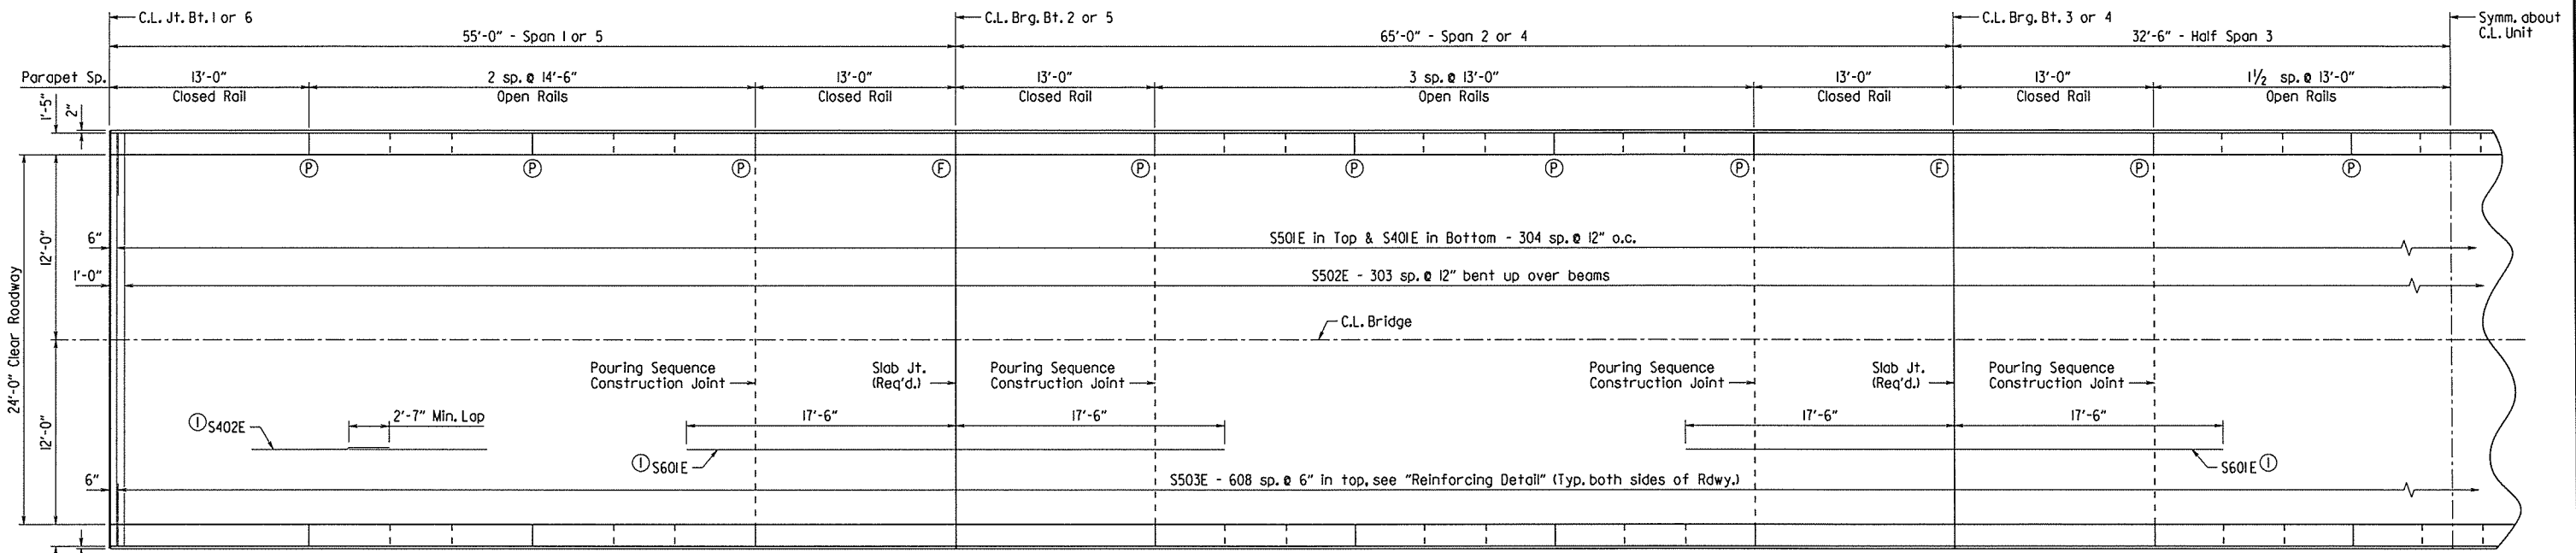 C.L. Jt. Bt. 1 or 6
C.L. Brg. Bt. 2 or 5
C.L. Brg. Bt. 3 or 4
Symm. about
C.L. Unit
55'-0" - Span 1 or 5
65'-0" - Span 2 or 4
32'-6" - Half Span 3
Parapet Sp.
13'-0"
Closed Rail
2 sp. @ 14'-6"
Open Rails
13'-0"
Closed Rail
13'-0"
Closed Rail
3 sp. @ 13'-0"
Open Rails
13'-0"
Closed Rail
13'-0"
Closed Rail
1 1/2 sp. @ 13'-0"
Open Rails
1'-5"
2"
P P P F P P P P F P P
24'-0" Clear Roadway
12'-0"
12'-0"
6"
S501E in Top & S401E in Bottom - 304 sp. @ 12" o.c.
1'-0"
S502E - 303 sp. @ 12" bent up over beams
C.L. Bridge
Pouring Sequence
Construction Joint
Slab Jt.
(Req'd.)
Pouring Sequence
Construction Joint
Pouring Sequence
Construction Joint
Slab Jt.
(Req'd.)
Pouring Sequence
Construction Joint
1 S402E
2'-7" Min. Lap
17'-6"
17'-6"
1 S601E
17'-6"
17'-6"
S601E 1
6"
S503E - 608 sp. @ 6" in top, see "Reinforcing Detail" (Typ. both sides of Rdwy.)